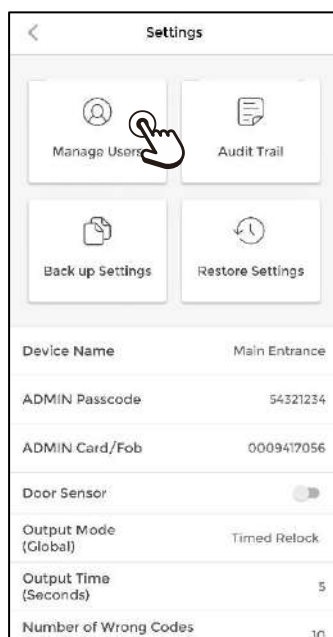 Settings
Manage Users
Audit Trail
Back up Settings
Restore Settings
Device Name
Main Entrance
ADMIN Passcode
54321234
ADMIN Card/Fob
0009417056
Door Sensor
Output Mode
(Global)
Timed Relock
Output Time
(Seconds)
5
Number of Wrong Codes
10